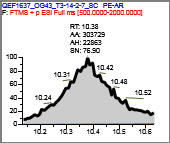 QEF1637_OG43_T3-14-2-7_SC PE-AR
F: FTMS + p ESI Full ms [500.0000-2000.0000]
RT: 10.38
AA: 303729
AH: 22863
SN: 76.90
100
80
60
40
20
0
10.24
10.31
10.42
10.48
10.52
10.2
10.3
10.4
10.5
10.6